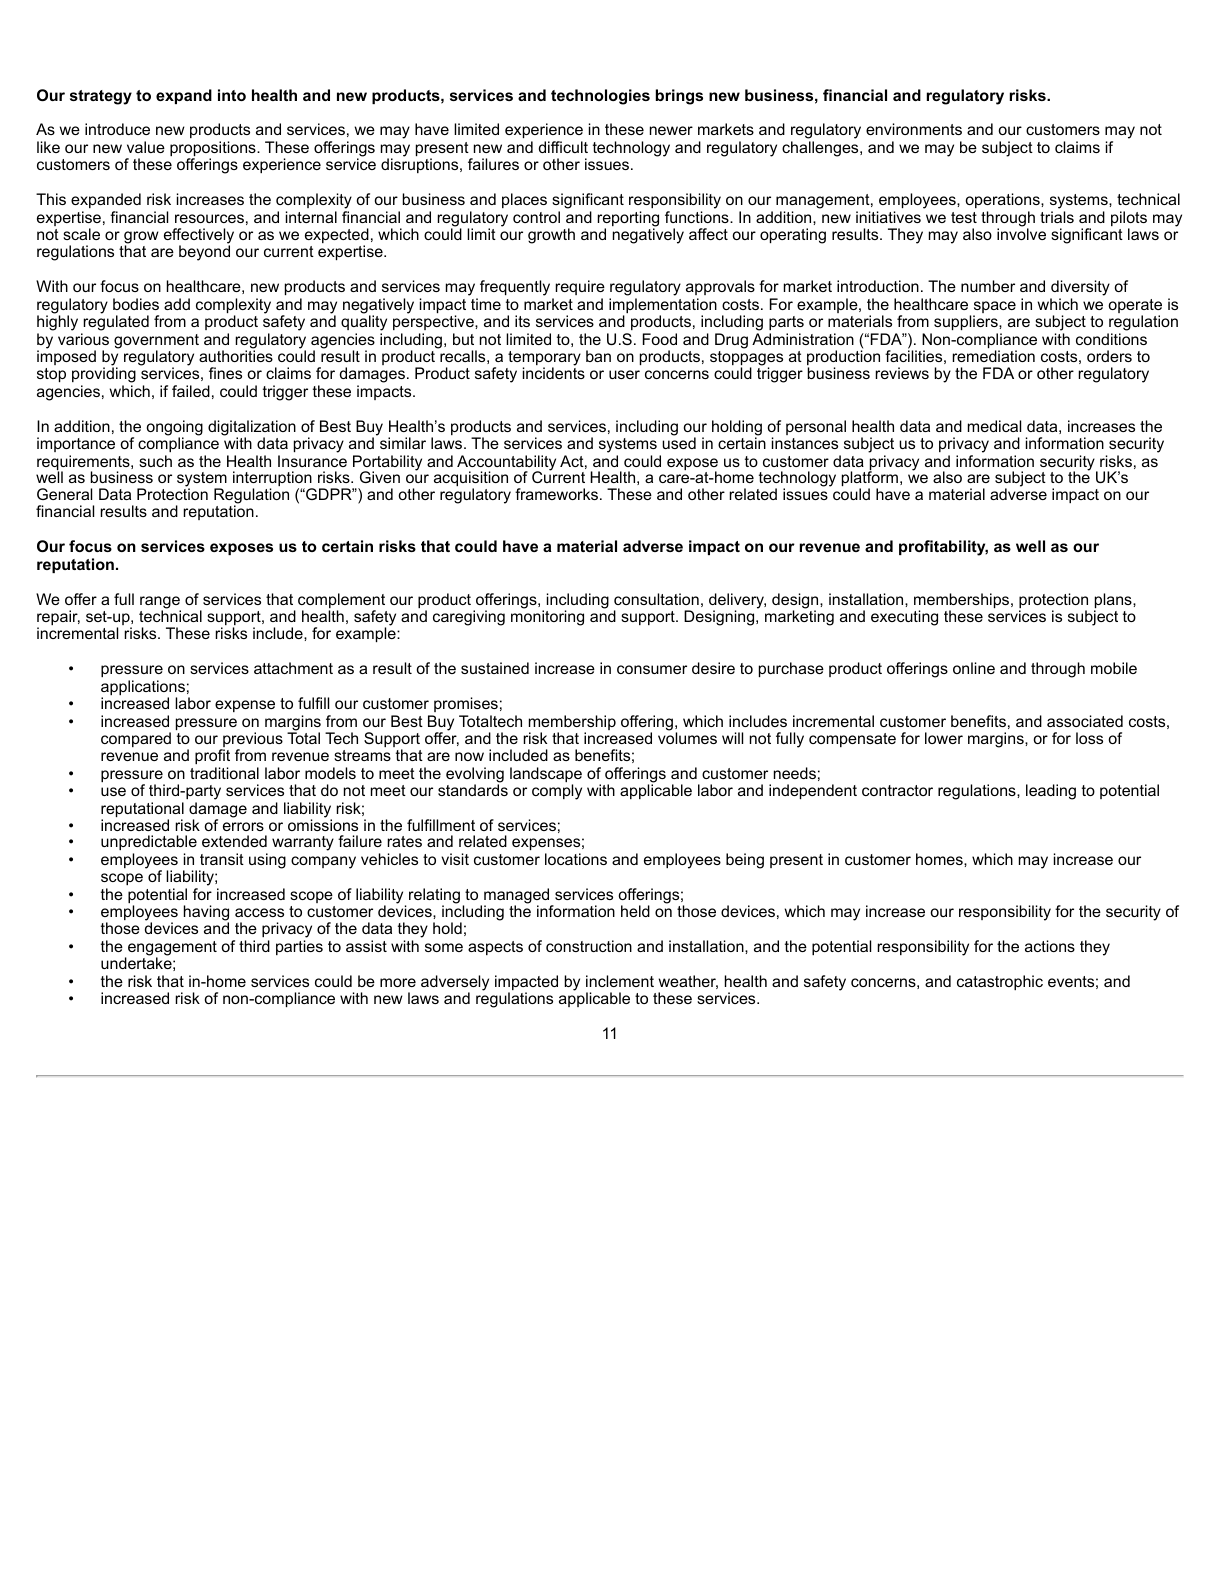 Our strategy to expand into health and new products, services and technologies brings new business, financial and regulatory risks.
As we introduce new products and services, we may have limited experience in these newer markets and regulatory environments and our customers may not
like our new value propositions. These offerings may present new and difficult technology and regulatory challenges, and we may be subject to claims if
customers of these offerings experience service disruptions, failures or other issues.
This expanded risk increases the complexity of our business and places significant responsibility on our management, employees, operations, systems, technical
expertise, financial resources, and internal financial and regulatory control and reporting functions. In addition, new initiatives we test through trials and pilots may
not scale or grow effectively or as we expected, which could limit our growth and negatively affect our operating results. They may also involve significant laws or
regulations that are beyond our current expertise.
With our focus on healthcare, new products and services may frequently require regulatory approvals for market introduction. The number and diversity of
regulatory bodies add complexity and may negatively impact time to market and implementation costs. For example, the healthcare space in which we operate is
highly regulated from a product safety and quality perspective, and its services and products, including parts or materials from suppliers, are subject to regulation
by various government and regulatory agencies including, but not limited to, the U.S. Food and Drug Administration (“FDA”). Non-compliance with conditions
imposed by regulatory authorities could result in product recalls, a temporary ban on products, stoppages at production facilities, remediation costs, orders to
stop providing services, fines or claims for damages. Product safety incidents or user concerns could trigger business reviews by the FDA or other regulatory
agencies, which, if failed, could trigger these impacts.
In addition, the ongoing digitalization of Best Buy Health’s products and services, including our holding of personal health data and medical data, increases the
importance of compliance with data privacy and similar laws. The services and systems used in certain instances subject us to privacy and information security
requirements, such as the Health Insurance Portability and Accountability Act, and could expose us to customer data privacy and information security risks, as
well as business or system interruption risks. Given our acquisition of Current Health, a care-at-home technology platform, we also are subject to the UK’s
General Data Protection Regulation (“GDPR”) and other regulatory frameworks. These and other related issues could have a material adverse impact on our
financial results and reputation.
Our focus on services exposes us to certain risks that could have a material adverse impact on our revenue and profitability, as well as our
reputation.
We offer a full range of services that complement our product offerings, including consultation, delivery, design, installation, memberships, protection plans,
repair, set-up, technical support, and health, safety and caregiving monitoring and support. Designing, marketing and executing these services is subject to
incremental risks. These risks include, for example:
• pressure on services attachment as a result of the sustained increase in consumer desire to purchase product offerings online and through mobile
applications;
• increased labor expense to fulfill our customer promises;
• increased pressure on margins from our Best Buy Totaltech membership offering, which includes incremental customer benefits, and associated costs,
compared to our previous Total Tech Support offer, and the risk that increased volumes will not fully compensate for lower margins, or for loss of
revenue and profit from revenue streams that are now included as benefits;
• pressure on traditional labor models to meet the evolving landscape of offerings and customer needs;
• use of third-party services that do not meet our standards or comply with applicable labor and independent contractor regulations, leading to potential
reputational damage and liability risk;
• increased risk of errors or omissions in the fulfillment of services;
• unpredictable extended warranty failure rates and related expenses;
• employees in transit using company vehicles to visit customer locations and employees being present in customer homes, which may increase our
scope of liability;
• the potential for increased scope of liability relating to managed services offerings;
• employees having access to customer devices, including the information held on those devices, which may increase our responsibility for the security of
those devices and the privacy of the data they hold;
• the engagement of third parties to assist with some aspects of construction and installation, and the potential responsibility for the actions they
undertake;
• the risk that in-home services could be more adversely impacted by inclement weather, health and safety concerns, and catastrophic events; and
• increased risk of non-compliance with new laws and regulations applicable to these services.
11